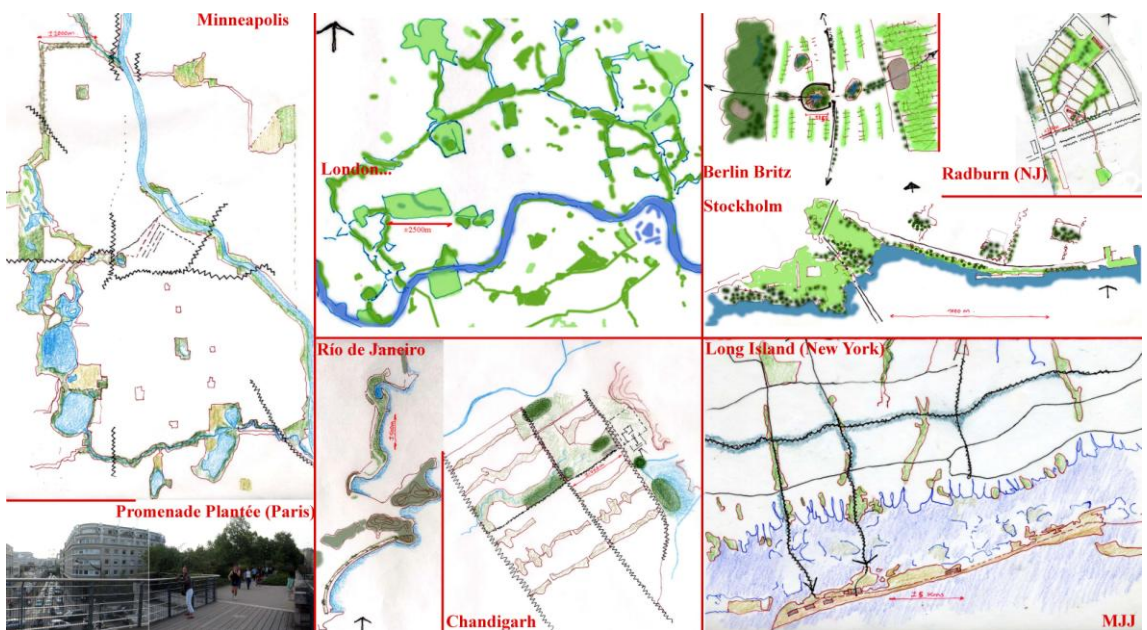 Minneapolis
London...
±2500m
Berlin Britz
Radburn (NJ)
Stockholm
Promenade Plantée (Paris)
Río de Janeiro
Chandigarh
Long Island (New York)
MJJ